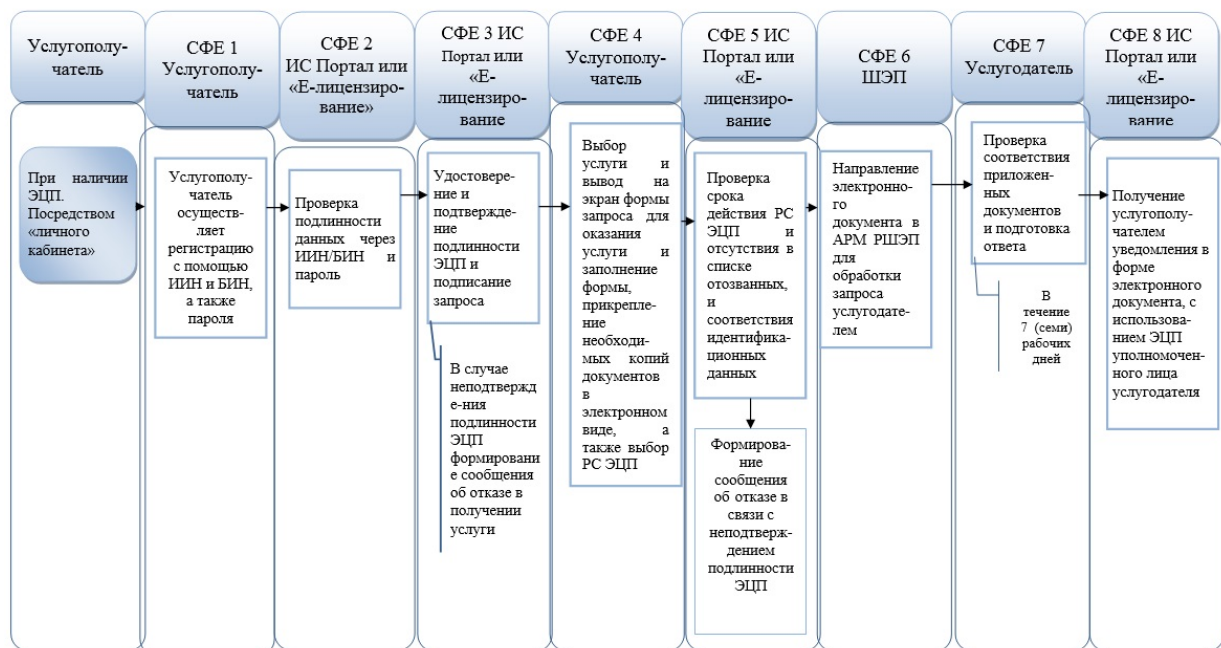 Услугополу-
чатель
СФЕ 1
Услугополу-
чатель
СФЕ 2
ИС Портал или
«Е-лицензиро-
вание»
СФЕ 3 ИС
Портал или
«Е-
лицензиро-
вание
СФЕ 4
Услугополу-
чатель
СФЕ 5 ИС
Портал или
«Е-
лицензиро-
вание
СФЕ 6
ШЭП
СФЕ 7
Услугодатель
СФЕ 8 ИС
Портал или
«Е-
лицензиро-
вание
При наличии
ЭЦП.
Посредством
«личного
кабинета»
Услугополу-
чатель
осуществ-
ляет
регистрацию
с помощью
ИИН и БИН,
а также
пароля
Проверка
подлинности
данных через
ИИН/БИН и
пароль
Удостовере-
ние и
подтвержде-
ние
подлинности
ЭЦП и
подписание
запроса
В случае
неподтвержд
е-ния
подлинности
ЭЦП
формировани
е сообщения
об отказе в
получении
услуги
Выбор
услуги и
вывод на
экран формы
запроса для
оказания
услуги и
заполнение
формы,
прикрепле-
ние
необходи-
мых копий
документов
в
электронном
виде, а
также выбор
РС ЭЦП
Проверка
срока
действия РС
ЭЦП и
отсутствия в
списке
отозванных,
и
соответствия
идентифика-
ционных
данных
Формирова-
ние
сообщения
об отказе в
связи с
неподтверж-
дением
подлинности
ЭЦП
Направление
электронно-
го
документа в
АРМ РШЭП
для
обработки
запроса
услугодате-
лем
Проверка
соответствия
приложен-
ных
документов
и подготовка
ответа
В
течение
7 (семи)
рабочих
дней
Получение
услугополу-
чателем
уведомления в
форме
электронного
документа, с
использова-
нием ЭЦП
уполномочен-
ного лица
услугодателя